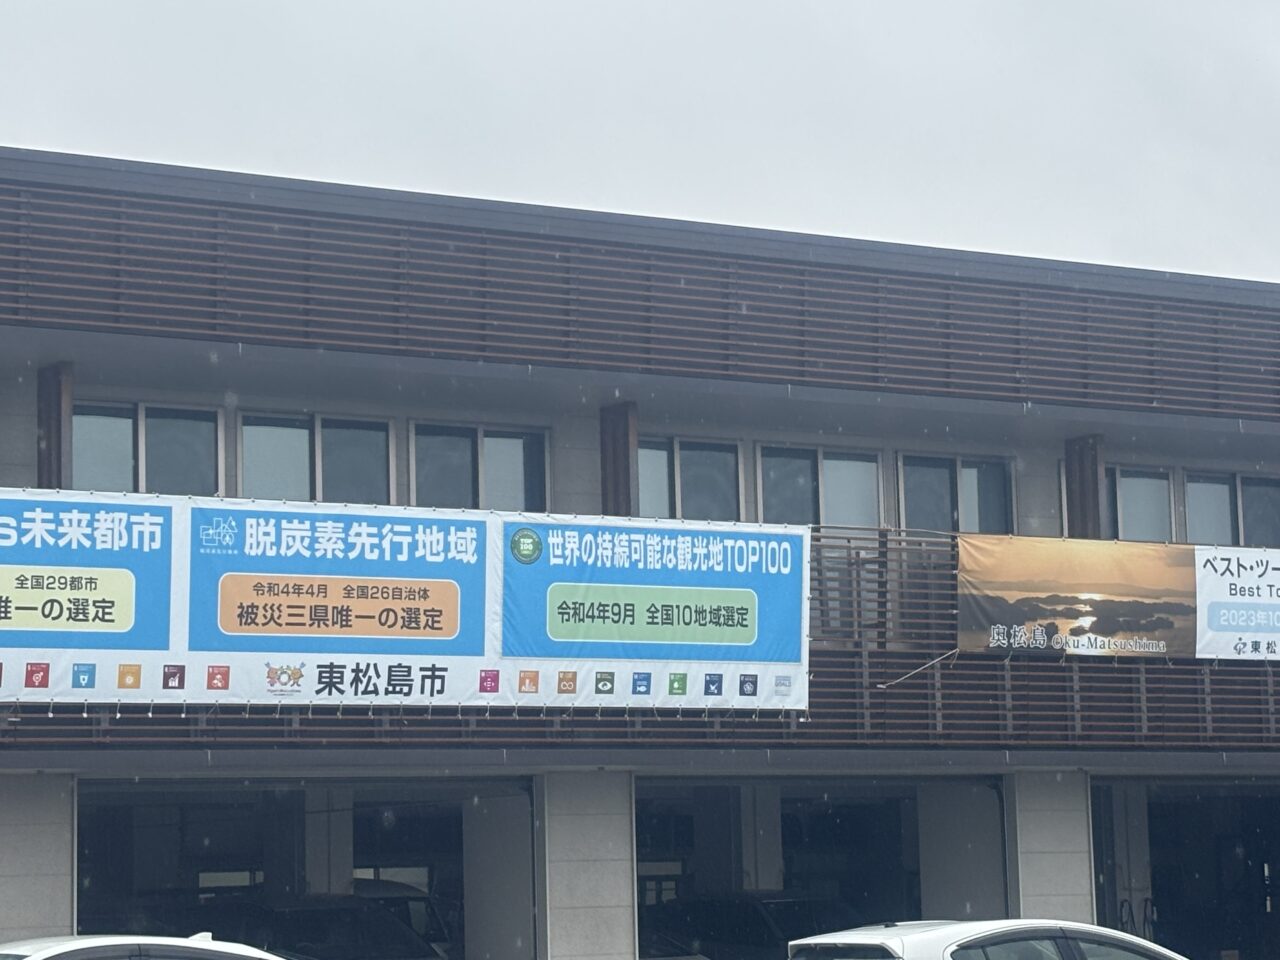 s未来都市
全国29都市
唯一の選定
脱炭素先行地域
令和4年4月 全国26自治体
被災三県唯一の選定
TOP 100
世界の持続可能な観光地TOP100
令和4年9月 全国10地域選定
東松島市
奥松島 Oku-Matsushima
ベスト・ツー
Best To
2023年10
東松